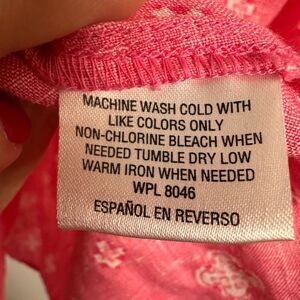 MACHINE WASH COLD WITH
LIKE COLORS ONLY
NON-CHLORINE BLEACH WHEN
NEEDED TUMBLE DRY LOW
WARM IRON WHEN NEEDED
WPL 8046
ESPAÑOL EN REVERSO